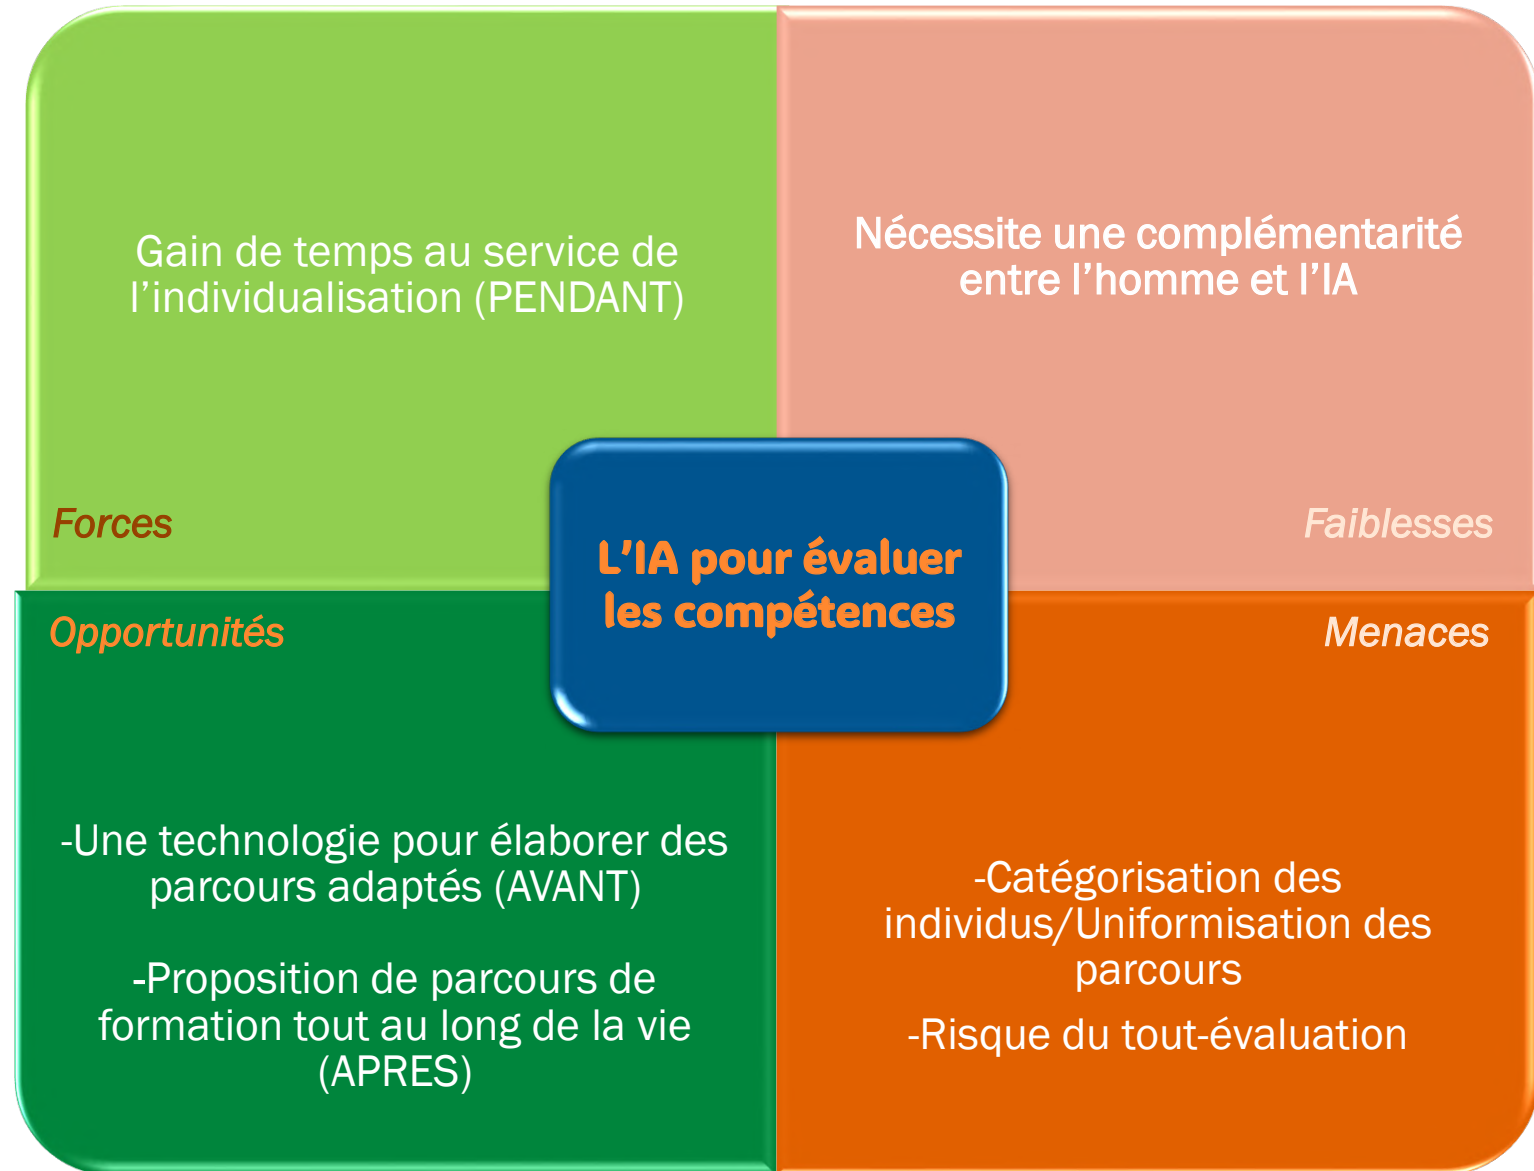 Gain de temps au service de
l’individualisation (PENDANT)
Forces
Nécessite une complémentarité
entre l’homme et l’IA
Faiblesses
L’IA pour évaluer
les compétences
Opportunités
-Une technologie pour élaborer des
parcours adaptés (AVANT)
-Proposition de parcours de
formation tout au long de la vie
(APRES)
Menaces
-Catégorisation des
individus/Uniformisation des
parcours
-Risque du tout-évaluation